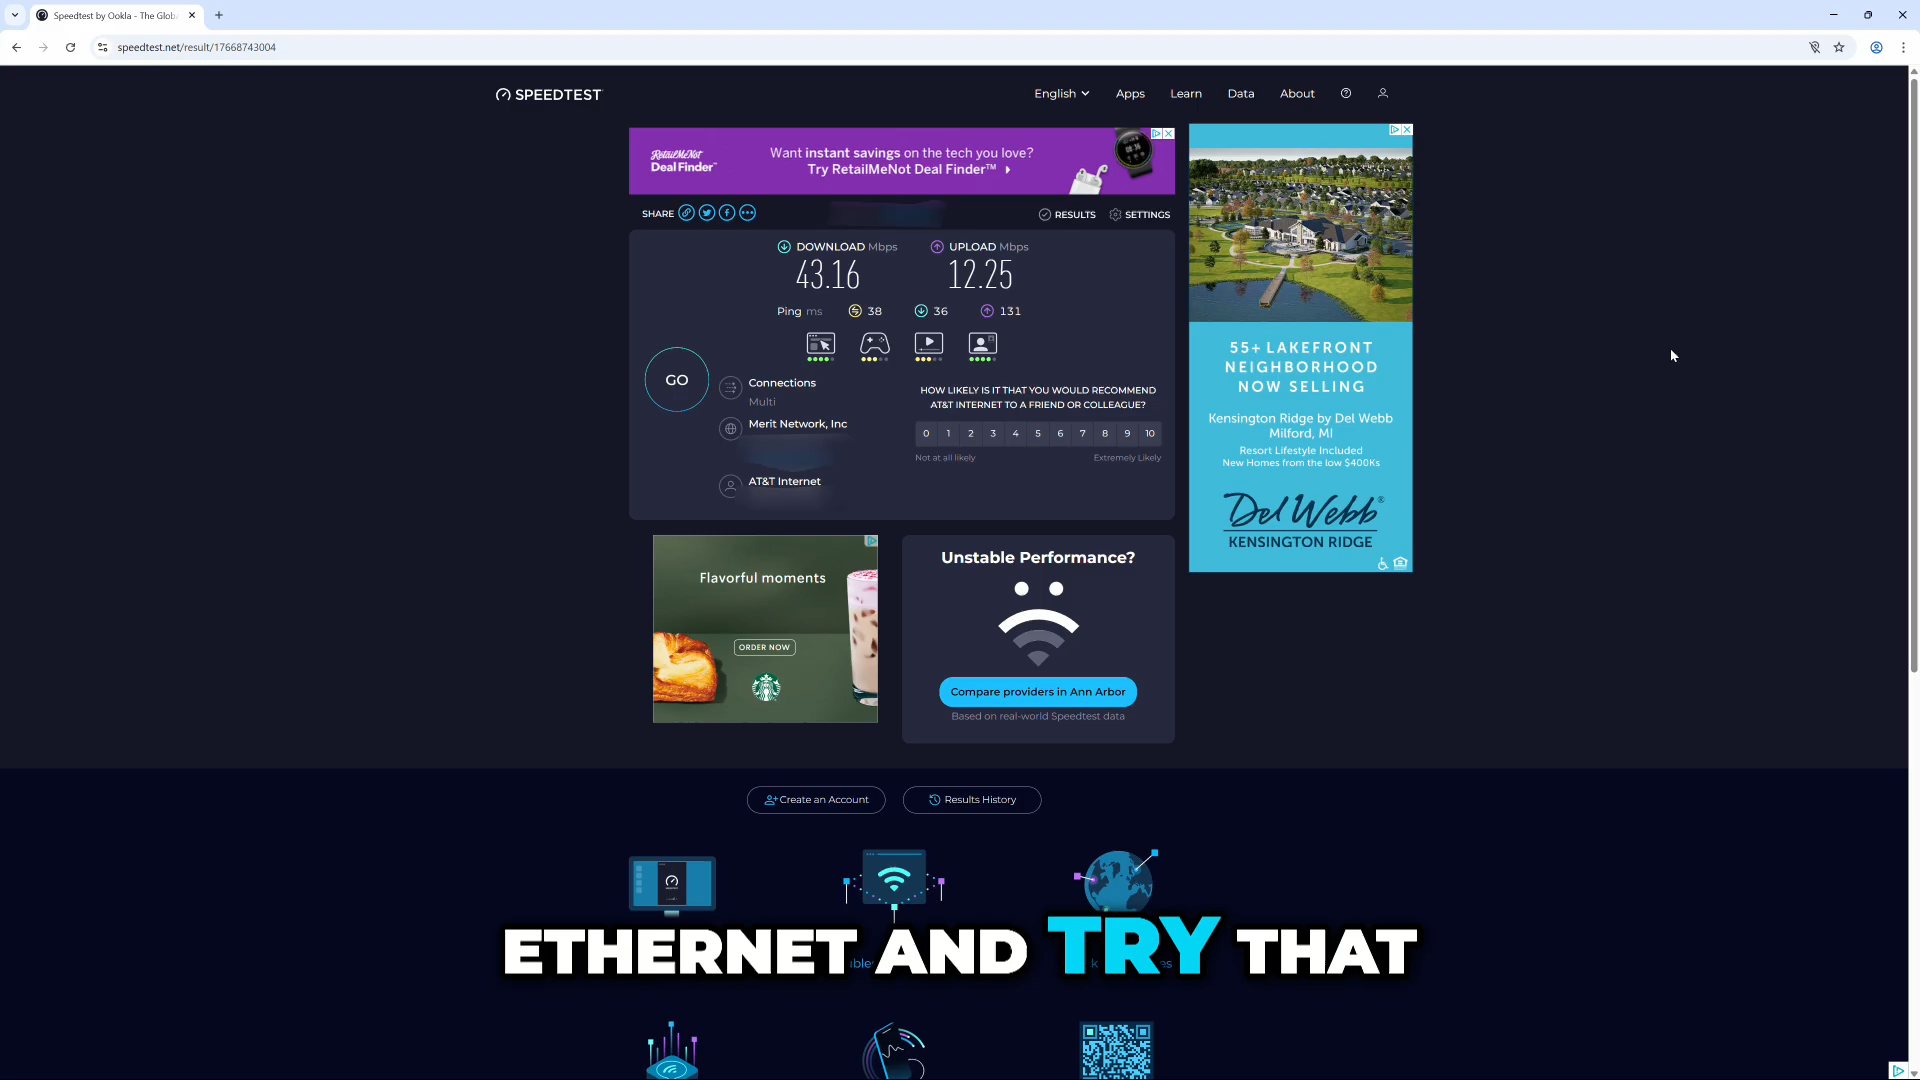 Speedtest by Ookla - The Glob
speedtest.net/result/17668743004
SPEEDTEST
English
Apps
Learn
Data
About
RetailMeNot
Deal Finder™
Want instant savings on the tech you love?
Try RetailMeNot Deal Finder™
SHARE
RESULTS
SETTINGS
DOWNLOAD Mbps
43.16
UPLOAD Mbps
12.25
Ping ms
38
36
131
GO
Connections
Multi
Merit Network, Inc
AT&T Internet
HOW LIKELY IS IT THAT YOU WOULD RECOMMEND
AT&T INTERNET TO A FRIEND OR COLLEAGUE?
0 1 2 3 4 5 6 7 8 9 10
Not at all likely
Extremely Likely
55+ LAKEFRONT
NEIGHBORHOOD
NOW SELLING
Kensington Ridge by Del Webb
Milford, MI
Resort Lifestyle Included
New Homes from the low $400Ks
Del Webb®
KENSINGTON RIDGE
Flavorful moments
ORDER NOW
Unstable Performance?
Compare providers in Ann Arbor
Based on real-world Speedtest data
Create an Account
Results History
ETHERNET AND TRY THAT